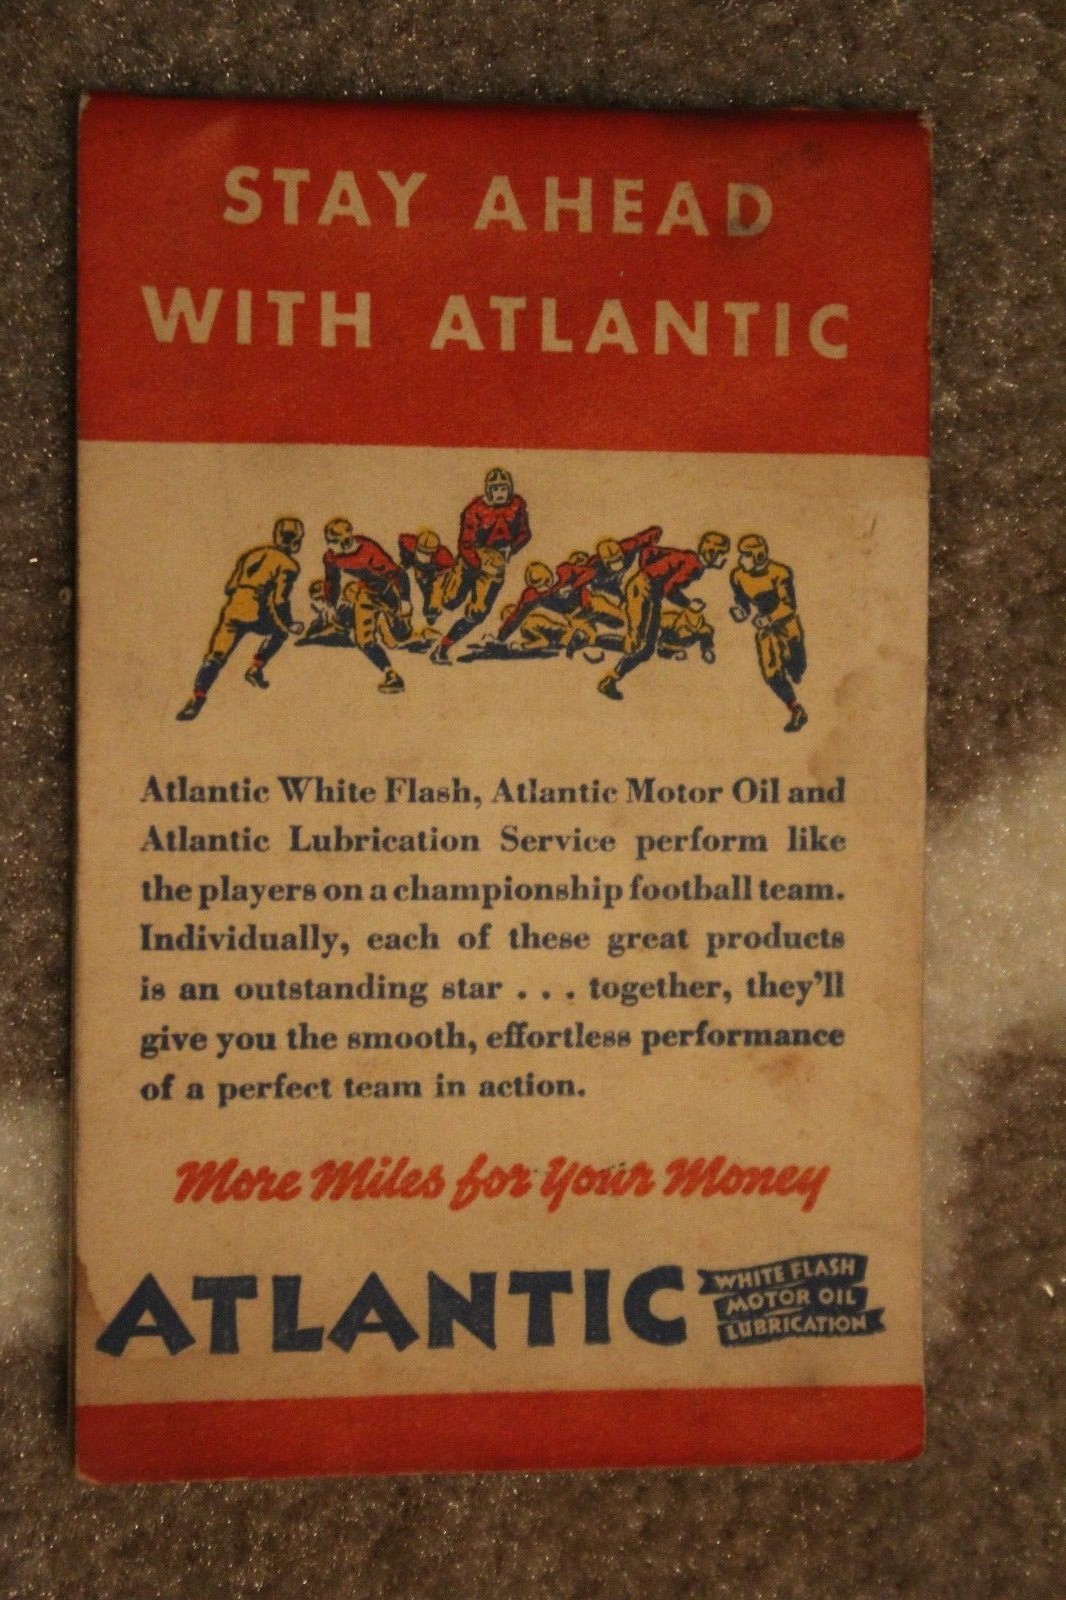 STAY AHEAD
WITH ATLANTIC
A
Atlantic White Flash, Atlantic Motor Oil and
Atlantic Lubrication Service perform like
the players on a championship football team.
Individually, each of these great products
is an outstanding star . . . together, they'll
give you the smooth, effortless performance
of a perfect team in action.
More Miles for Your Money
ATLANTIC
WHITE FLASH
MOTOR OIL
LUBRICATION